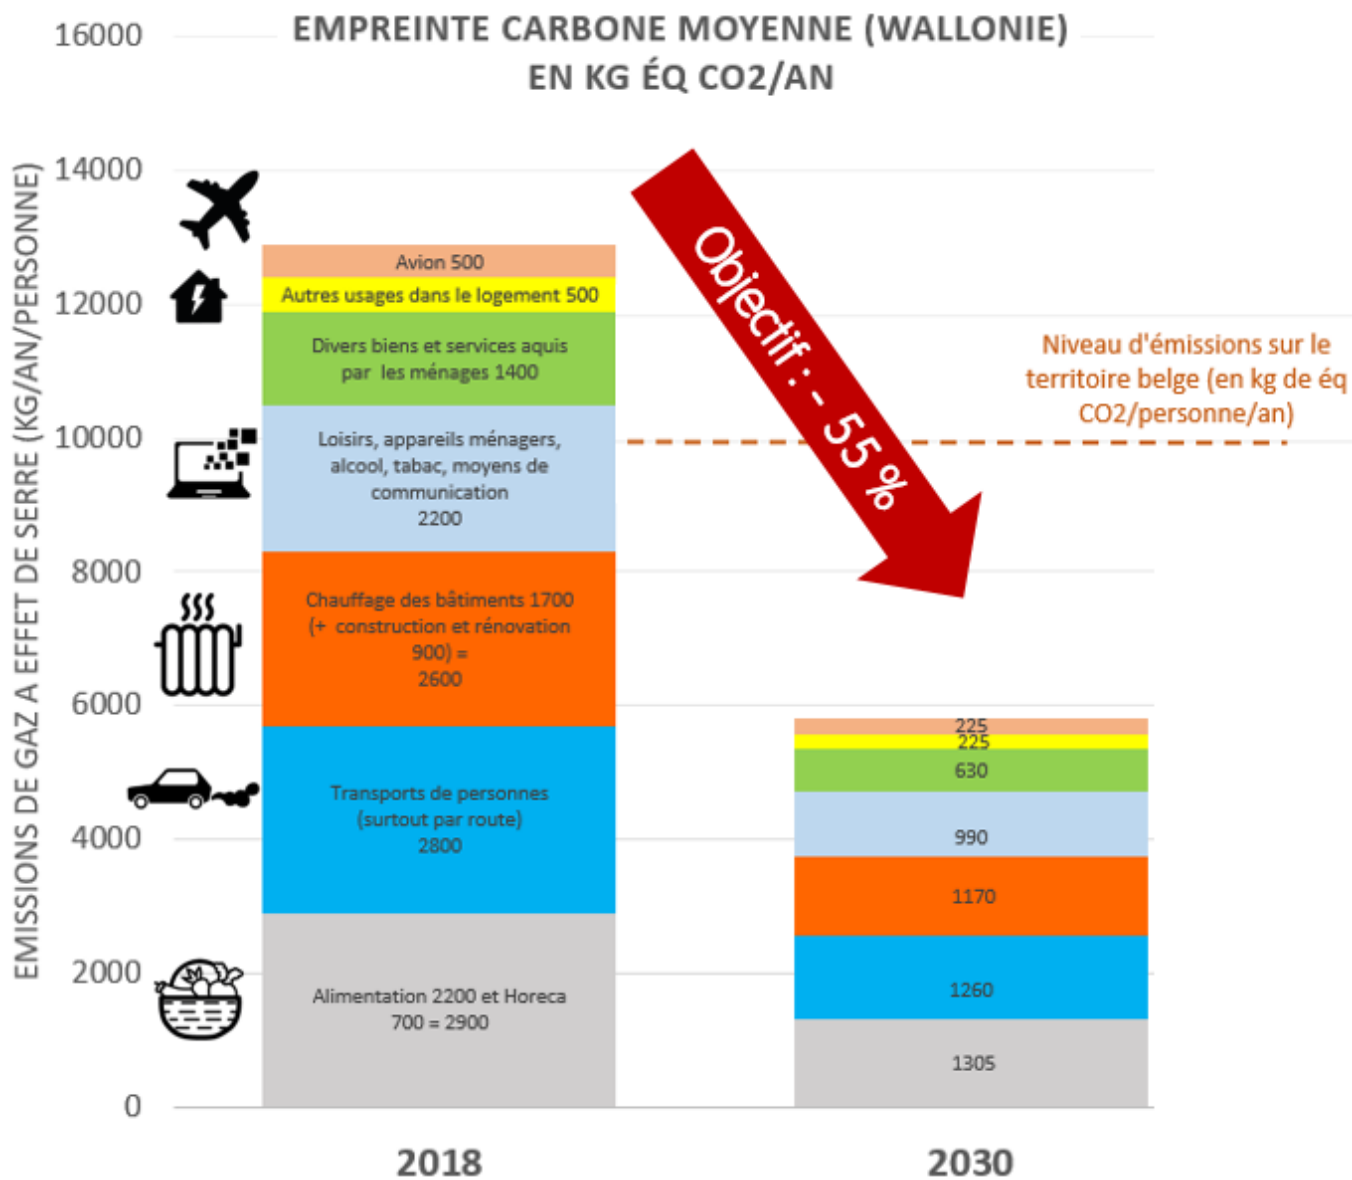 EMPREINTE CARBONE MOYENNE (WALLONIE)
EN KG ÉQ CO2/AN
EMISSIONS DE GAZ A EFFET DE SERRE (KG/AN/PERSONNE)
16000
14000
12000
10000
8000
6000
4000
2000
0
Avion 500
Autres usages dans le logement 500
Divers biens et services aquis
par les ménages 1400
Loisirs, appareils ménagers,
alcool, tabac, moyens de
communication
2200
Chauffage des bâtiments 1700
(+ construction et rénovation
900) =
2600
Transports de personnes
(surtout par route)
2800
Alimentation 2200 et Horeca
700 = 2900
Objectif : - 55 %
Niveau d'émissions sur le
territoire belge (en kg de éq
CO2/personne/an)
225
225
630
990
1170
1260
1305
2018
2030